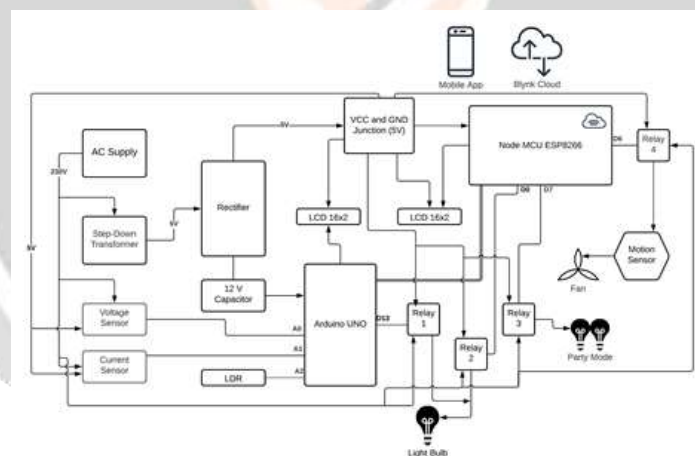 Mobile App
Blynk Cloud
VCC and GND
Junction (5V)
Node MCU ESP8266
D6
Relay
4
AC Supply
5V
230V
Rectifier
Step-Down
Transformer
5V
LCD 16x2
LCD 16x2
D7
Motion
Sensor
5V
Fan
12 V
Capacitor
Arduino UNO
Voltage
Sensor
A0
D13
Relay
1
Relay
3
Party Mode
Current
Sensor
A1
Relay
2
LDR
A2
Light Bulb